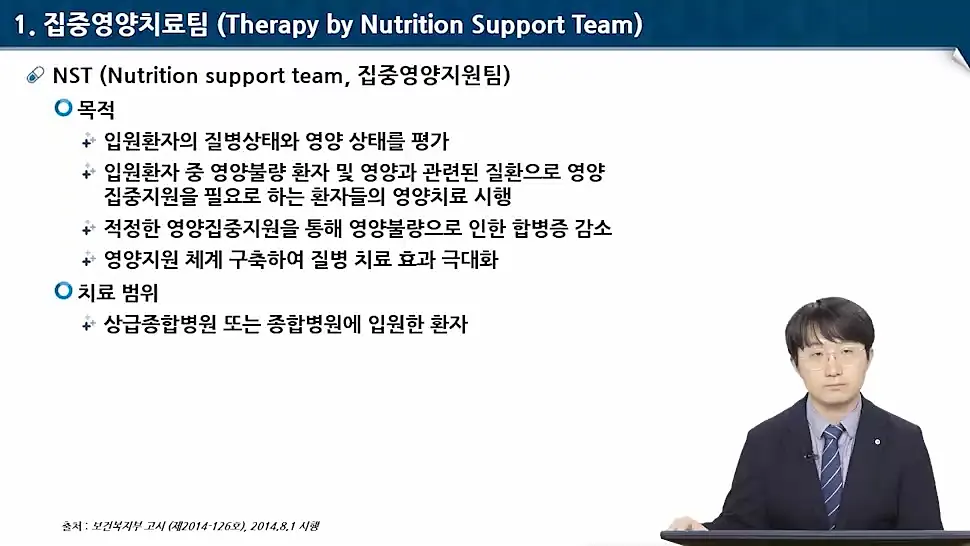 1. 집중영양치료팀 (Therapy by Nutrition Support Team)
NST (Nutrition support team, 집중영양지원팀)
목적
입원환자의 질병상태와 영양 상태를 평가
입원환자 중 영양불량 환자 및 영양과 관련된 질환으로 영양
집중지원을 필요로 하는 환자들의 영양치료 시행
적정한 영양집중지원을 통해 영양불량으로 인한 합병증 감소
영양지원 체계 구축하여 질병 치료 효과 극대화
치료 범위
상급종합병원 또는 종합병원에 입원한 환자
출처 : 보건복지부 고시 (제2014-126호), 2014.8.1 시행